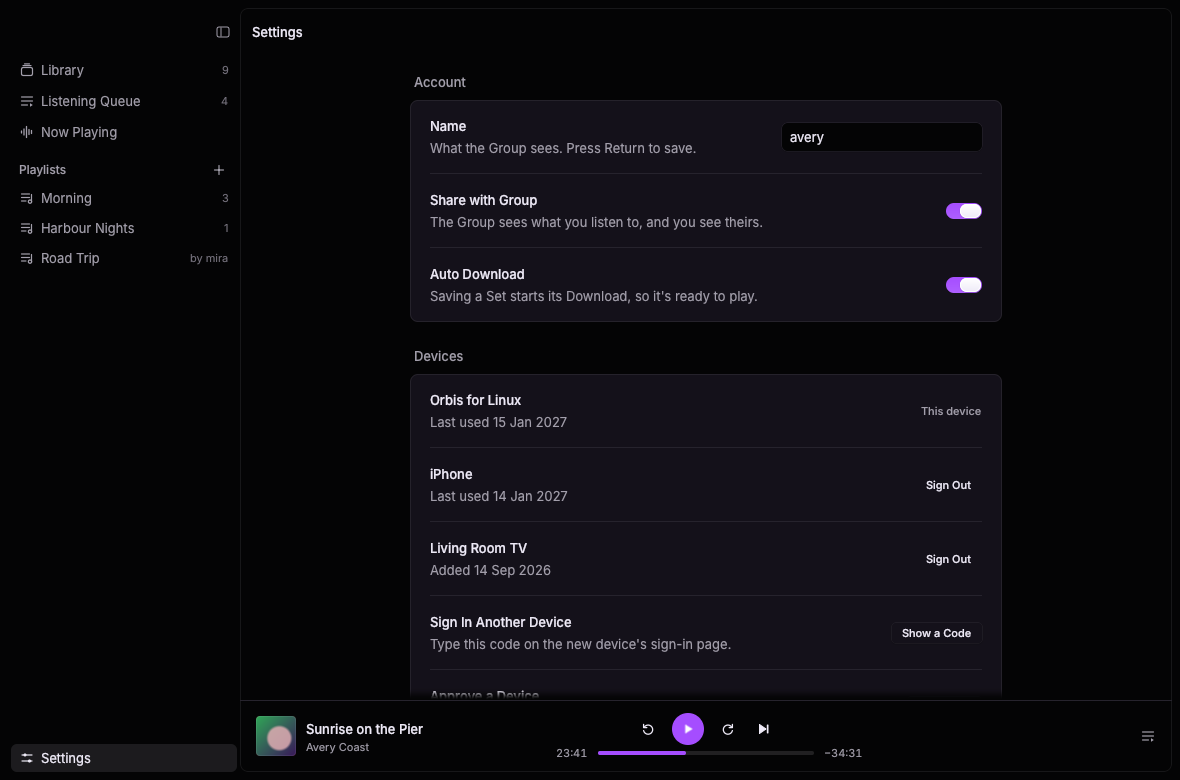 Settings
Library 9
Listening Queue 4
Now Playing
Playlists
Morning 3
Harbour Nights 1
Road Trip by mira
Settings
Account
Name
What the Group sees. Press Return to save.
avery
Share with Group
The Group sees what you listen to, and you see theirs.
Auto Download
Saving a Set starts its Download, so it's ready to play.
Devices
Orbis for Linux
Last used 15 Jan 2027
This device
iPhone
Last used 14 Jan 2027
Sign Out
Living Room TV
Added 14 Sep 2026
Sign Out
Sign In Another Device
Type this code on the new device's sign-in page.
Show a Code
Approve a Device
Sunrise on the Pier
Avery Coast
23:41
−34:31